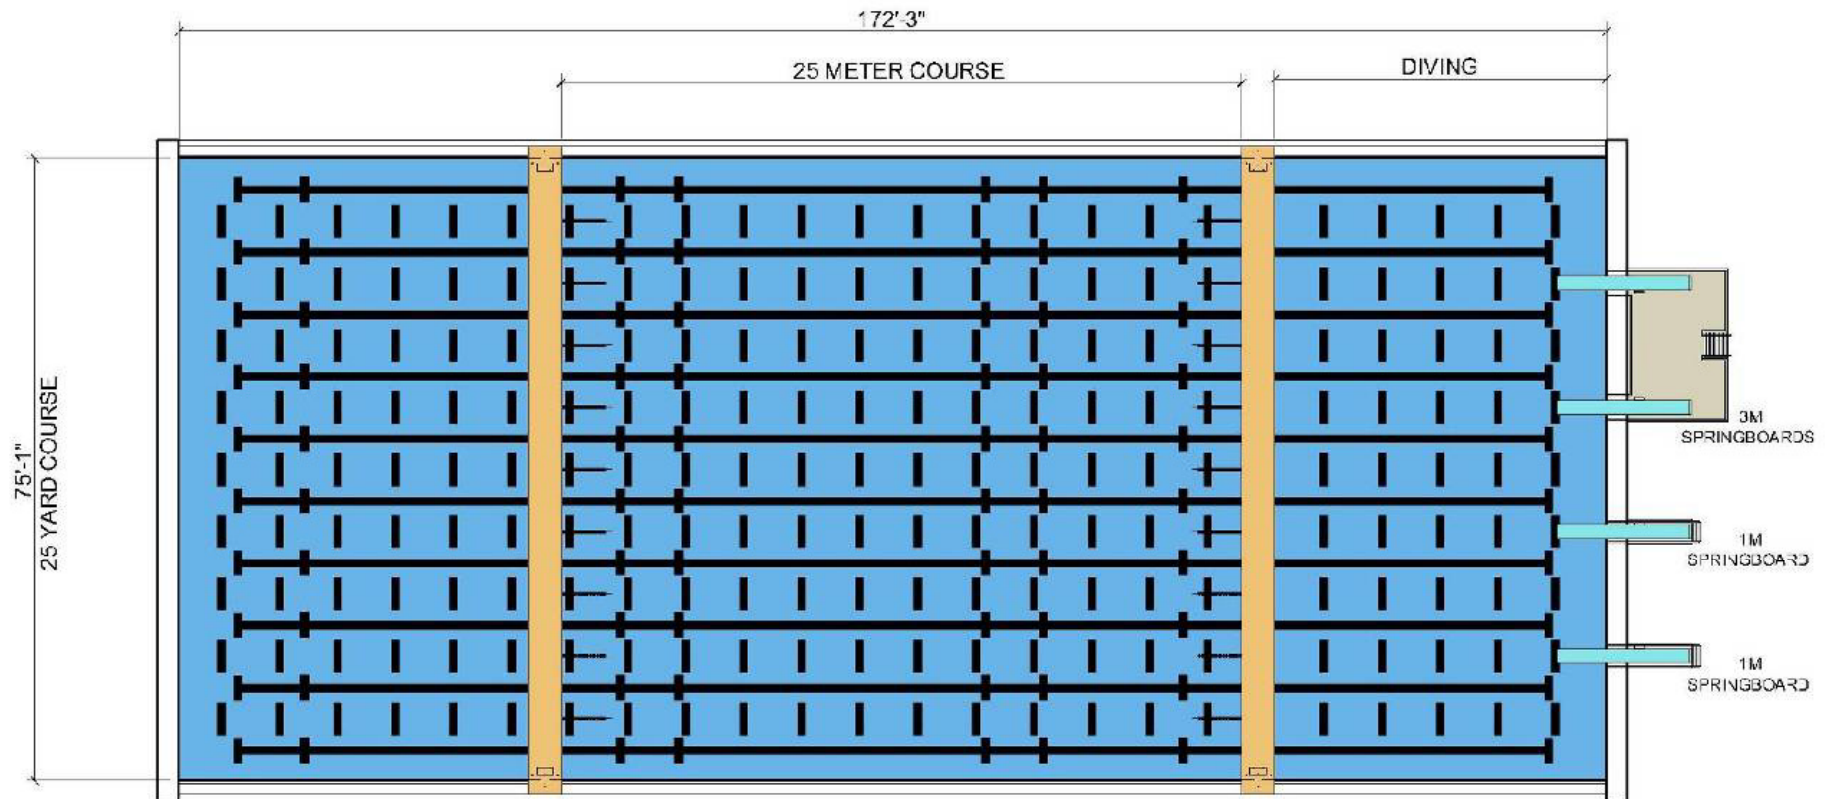 172'-3"
25 METER COURSE
DIVING
75'-1"
25 YARD COURSE
3M
SPRINGBOARDS
1M
SPRINGBOARD
1M
SPRINGBOARD